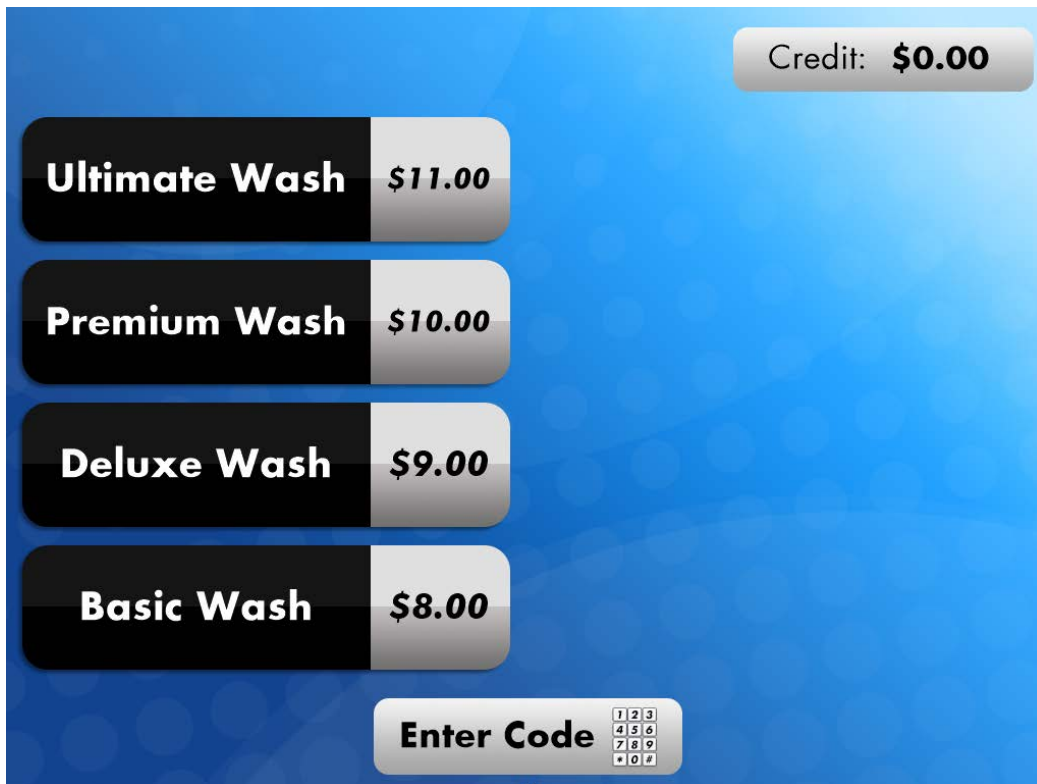 Credit: $0.00
Ultimate Wash $11.00
Premium Wash $10.00
Deluxe Wash $9.00
Basic Wash $8.00
Enter Code
1 2 3
4 5 6
7 8 9
* 0 #